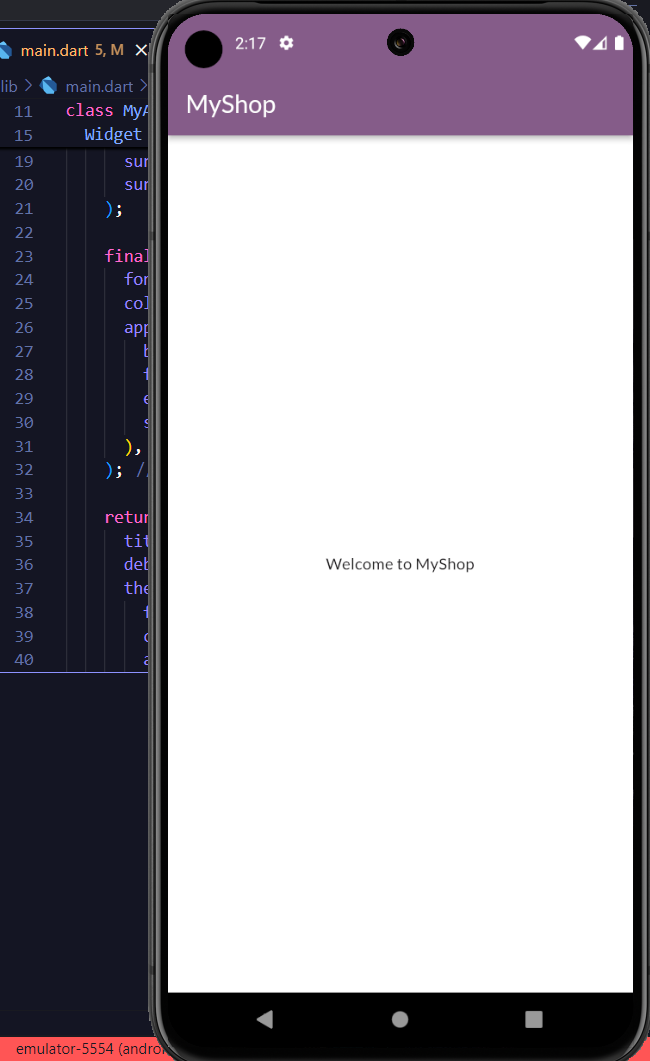 main.dart 5, M
lib > main.dart >
11 class MyA
15 Widget
19 sur
20 sur
21 );
22
23 final
24 for
25 col
26 app
27 b
28 f
29 e
30 s
31 ),
32 ); //
33
34 retur
35 tit
36 deb
37 the
38 f
39 c
40 a
emulator-5554 (androi
2:17
MyShop
Welcome to MyShop